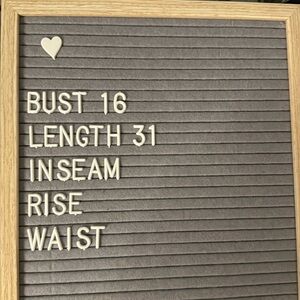 BUST 16
LENGTH 31
INSEAM
RISE
WAIST